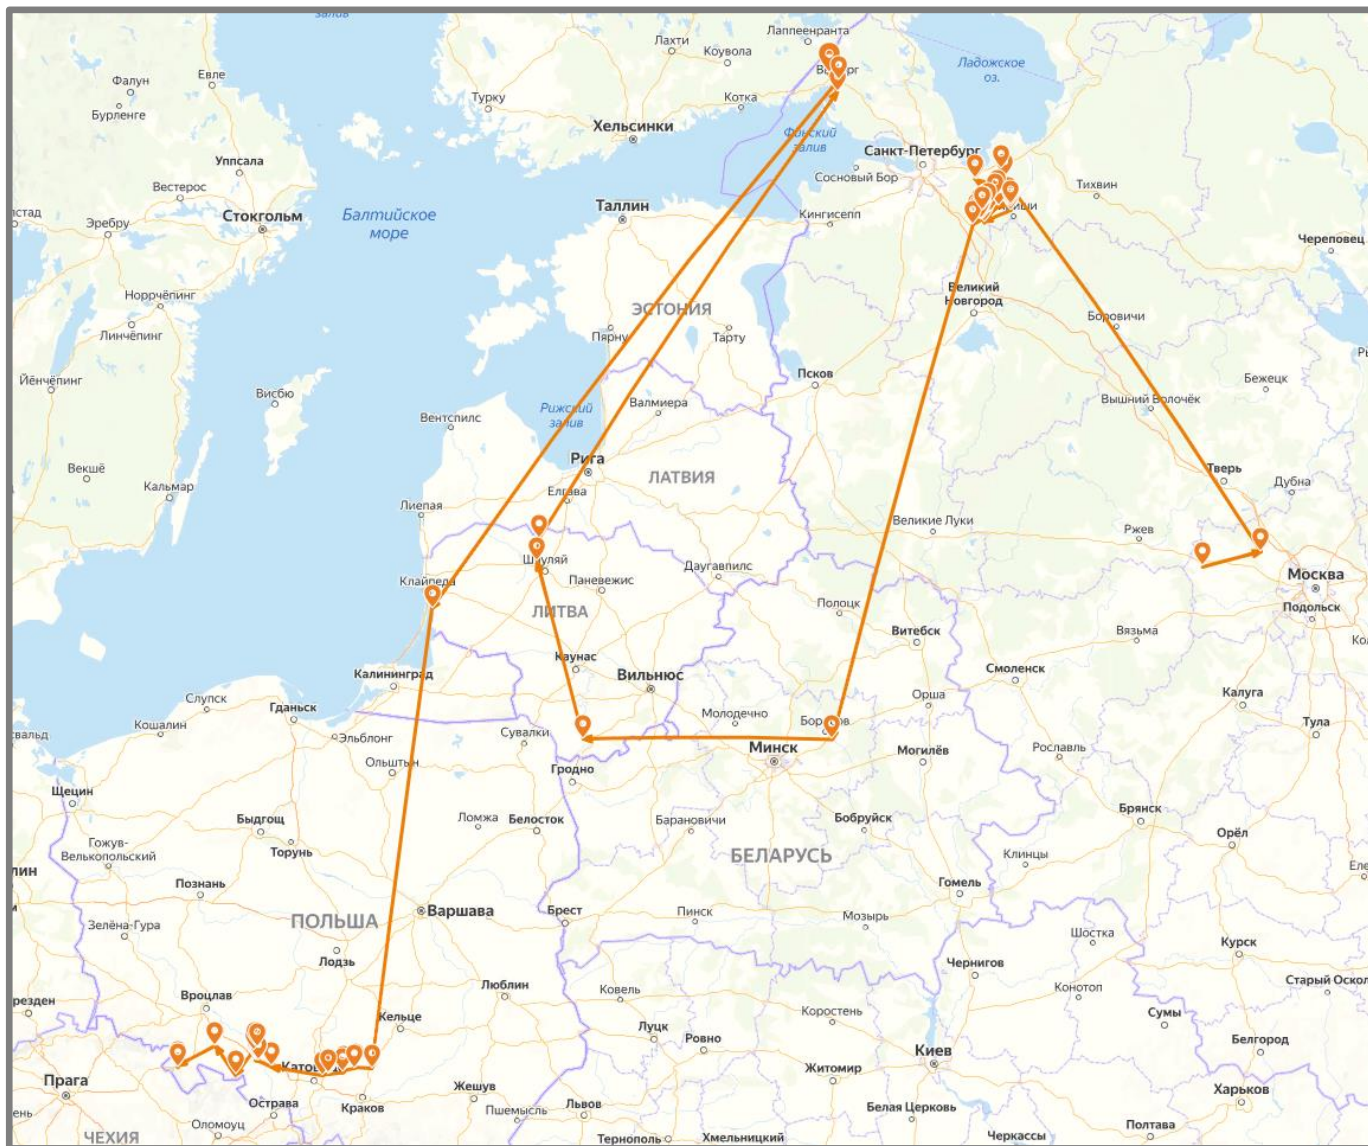 залив
Лаппеенранта
Лахти
Коувола
Ладожское
оз.
Фалун
Евле
Бурленге
Турку
Котка
Хельсинки
Финский
залив
Санкт-Петербург
Уппсала
Сосновый Бор
Тихвин
Вестерос
стад
Эребру
Стокгольм
Балтийское
море
Таллин
Кингисепп
Череповец
Норрчёпинг
Великий
Новгород
ЭСТОНИЯ
Линчёпинг
Пярну
Тарту
Боровичи
Йёнчёпинг
Висбю
Псков
Бежецк
Рижский
залив
Валмиера
Вышний Волочёк
Вентспилс
Рига
ЛАТВИЯ
Векшё
Кальмар
Елгава
Тверь
Дубна
Лиепая
Великие Луки
Ржев
Шяуляй
Клайпеда
Паневежис
Даугавпилс
Москва
ЛИТВА
Полоцк
Подольск
Витебск
Вязьма
Каунас
Вильнюс
Смоленск
Калининград
Калуга
Слупск
Гданьск
Молодечно
Орша
Тула
Кошалин
Эльблонг
Сувалки
Минск
Могилёв
Рославль
Ольштын
Гродно
Щецин
Быдгощ
Ломжа
Белосток
Барановичи
Бобруйск
Брянск
Орёл
Гожув-
Велькопольский
Торунь
БЕЛАРУСЬ
Клинцы
лин
Познань
Гомель
ПОЛЬША
Варшава
Брест
Пинск
Мозырь
Зелёна-Гура
Шостка
Курск
Лодзь
Чернигов
Старый Оскол
Люблин
Ковель
Конотоп
Вроцлав
Коростень
Сумы
Кельце
Луцк
Ровно
Белгород
Киев
Прага
Житомир
Жешув
Харьков
Острава
Краков
Львов
Белая Церковь
Оломоуц
Пшемысль
Полтава
ЧЕХИЯ
Тернополь
Хмельницкий
Черкассы